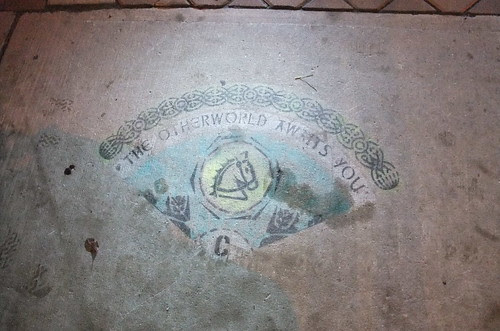 THE OTHERWORLD AWAITS YOU
C